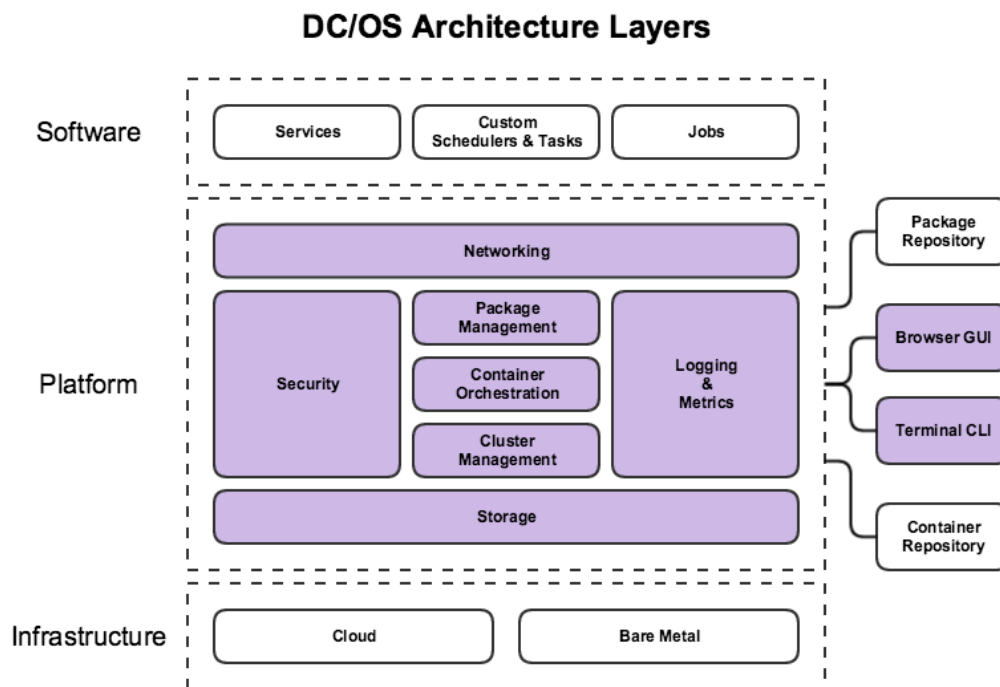 DC/OS Architecture Layers
Software
Services
Custom
Schedulers & Tasks
Jobs
Platform
Networking
Security
Package
Management
Container
Orchestration
Cluster
Management
Logging
&
Metrics
Storage
Package
Repository
Browser GUI
Terminal CLI
Container
Repository
Infrastructure
Cloud
Bare Metal